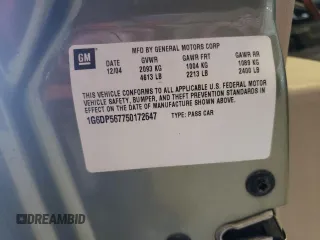 GM
MFD BY GENERAL MOTORS CORP
12/04 GVWR GAWR FRT GAWR RR
2093 KG 1004 KG 1089 KG
4613 LB 2213 LB 2400 LB
THIS VEHICLE CONFORMS TO ALL APPLICABLE U.S. FEDERAL MOTOR
VEHICLE SAFETY, BUMPER, AND THEFT PREVENTION STANDARDS IN
EFFECT ON THE DATE OF MANUFACTURE SHOWN ABOVE.
1G6DP567750172647 TYPE: PASS CAR
DREAMBID